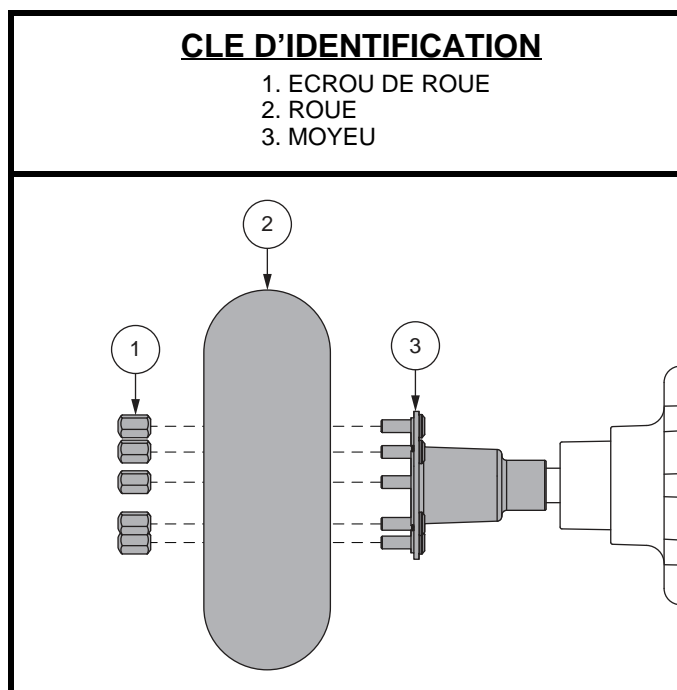 CLE D'IDENTIFICATION
1. ECROU DE ROUE
2. ROUE
3. MOYEU
2
1
3